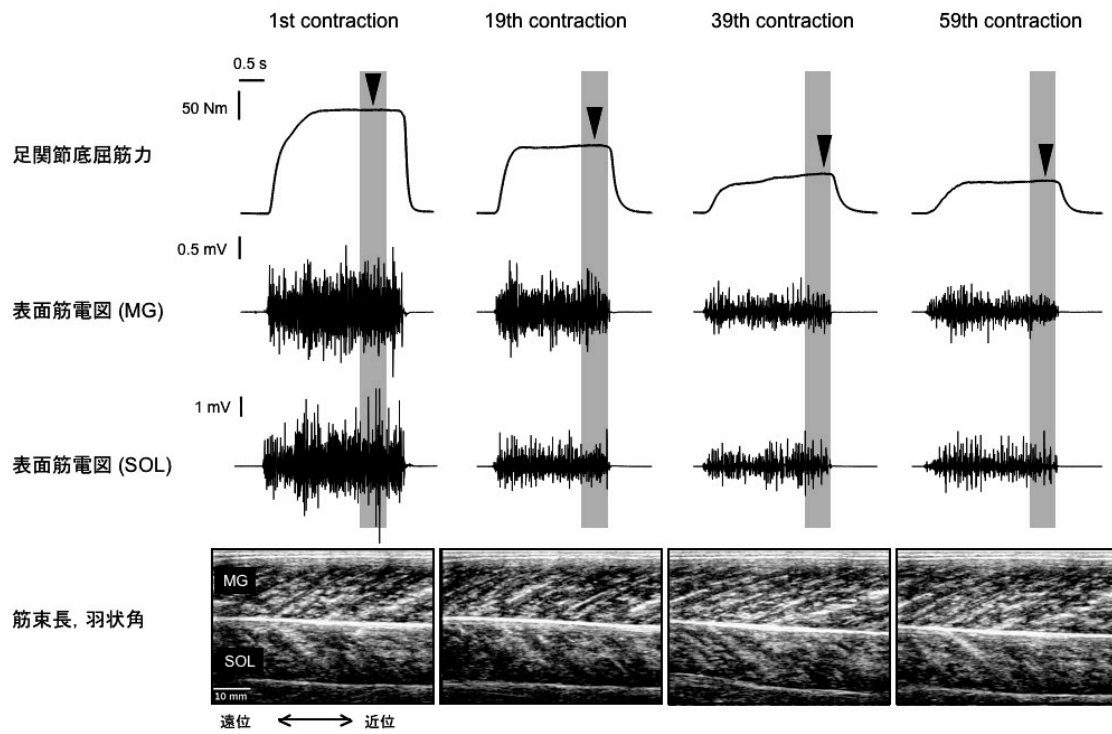 1st contraction
19th contraction
39th contraction
59th contraction
0.5 s
50 Nm
足関節底屈筋力
0.5 mV
表面筋電図 (MG)
1 mV
表面筋電図 (SOL)
MG
筋束長, 羽状角
SOL
10 mm
遠位
近位